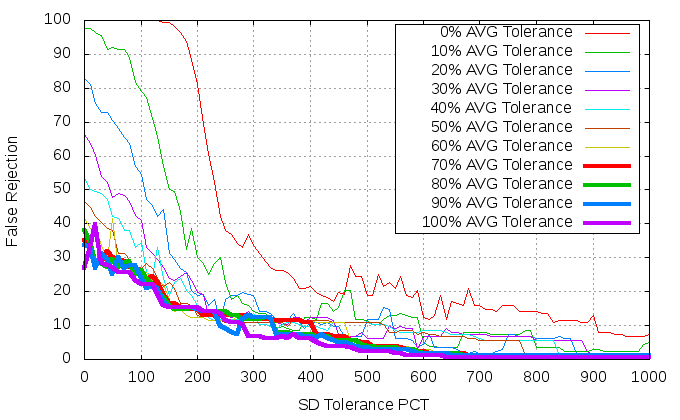 100
90
80
70
60
50
40
30
20
10
0
False Rejection
0% AVG Tolerance
10% AVG Tolerance
20% AVG Tolerance
30% AVG Tolerance
40% AVG Tolerance
50% AVG Tolerance
60% AVG Tolerance
70% AVG Tolerance
80% AVG Tolerance
90% AVG Tolerance
100% AVG Tolerance
0 100 200 300 400 500 600 700 800 900 1000
SD Tolerance PCT